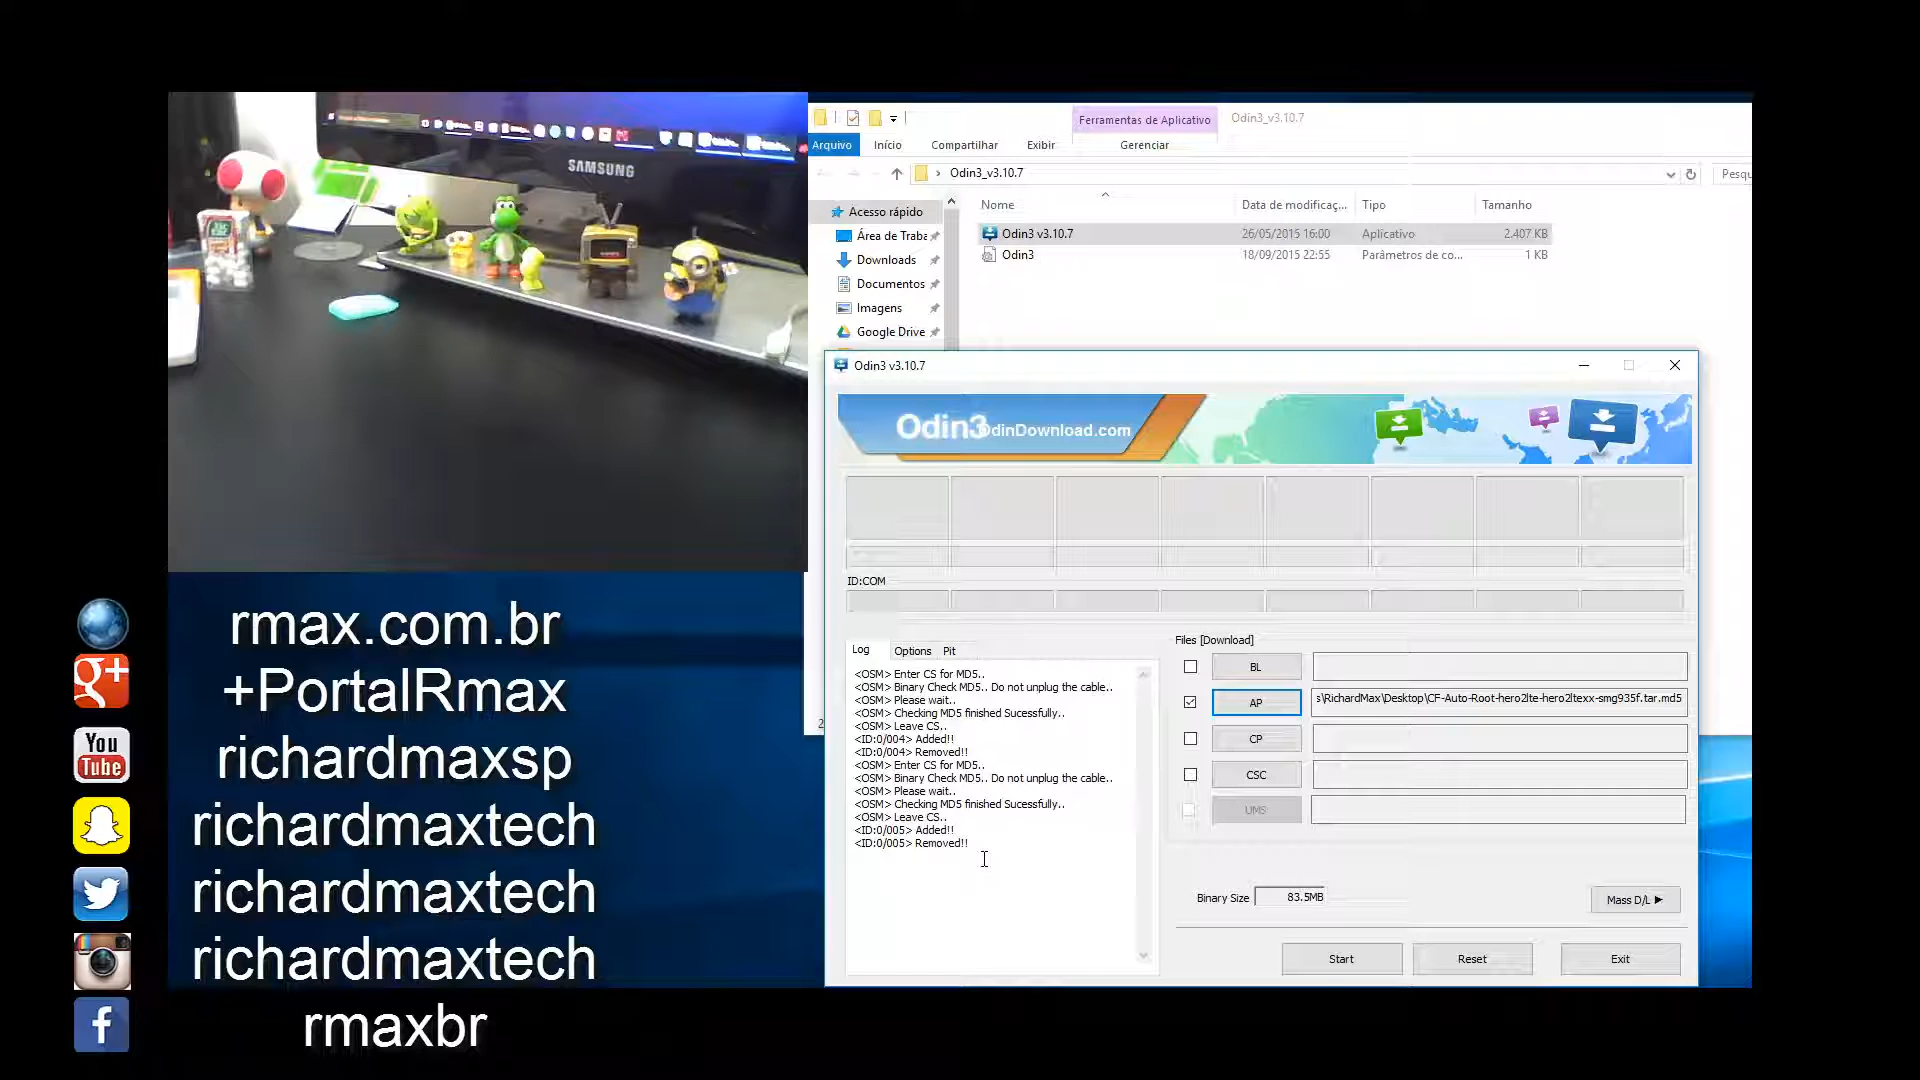 SAMSUNG
Ferramentas de Aplicativo
Odin3_v3.10.7
Arquivo
Início
Compartilhar
Exibir
Gerenciar
Odin3_v3.10.7
Pesqu
Acesso rápido
Área de Traba
Downloads
Documentos
Imagens
Google Drive
Nome
Data de modificaç...
Tipo
Tamanho
Odin3 v3.10.7
26/05/2015 16:00
Aplicativo
2.407 KB
Odin3
18/09/2015 22:55
Parâmetros de co...
1 KB
Odin3 v3.10.7
Odin3
OdinDownload.com
ID:COM
Log
Options
Pit
<OSM> Enter CS for MD5..
<OSM> Binary Check MD5.. Do not unplug the cable..
<OSM> Please wait..
<OSM> Checking MD5 finished Sucessfully..
<OSM> Leave CS..
<ID:0/004> Added!!
<ID:0/004> Removed!!
<OSM> Enter CS for MD5..
<OSM> Binary Check MD5.. Do not unplug the cable..
<OSM> Please wait..
<OSM> Checking MD5 finished Sucessfully..
<OSM> Leave CS..
<ID:0/005> Added!!
<ID:0/005> Removed!!
Files [Download]
BL
AP
s\RichardMax\Desktop\CF-Auto-Root-hero2lte-hero2ltexx-smg935f.tar.md5
CP
CSC
UMS
Binary Size
83.5MB
Mass D/L
Start
Reset
Exit
rmax.com.br
g+
+PortalRmax
You
Tube
richardmaxsp
richardmaxtech
richardmaxtech
richardmaxtech
f
rmaxbr